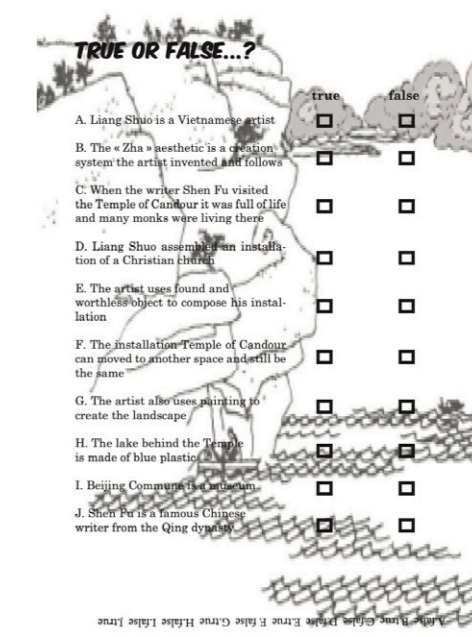 TRUE OR FALSE...?
true false
A. Liang Shuo is a Vietnamese artist
B. The « Zha » aesthetic is a creation
system the artist invented and follows
C. When the writer Shen Fu visited
the Temple of Candour it was full of life
and many monks were living there
D. Liang Shuo assembled an installa-
tion of a Christian church
E. The artist uses found and
worthless object to compose his instal-
lation
F. The installation Temple of Candour
can moved to another space and still be
the same
G. The artist also uses painting to
create the landscape
H. The lake behind the Temple
is made of blue plastic
I. Beijing Commune is a museum
J. Shen Fu is a famous Chinese
writer from the Qing dynasty
A.false B.true C.false D.false E.true F. false G.true H.false I.false J.true